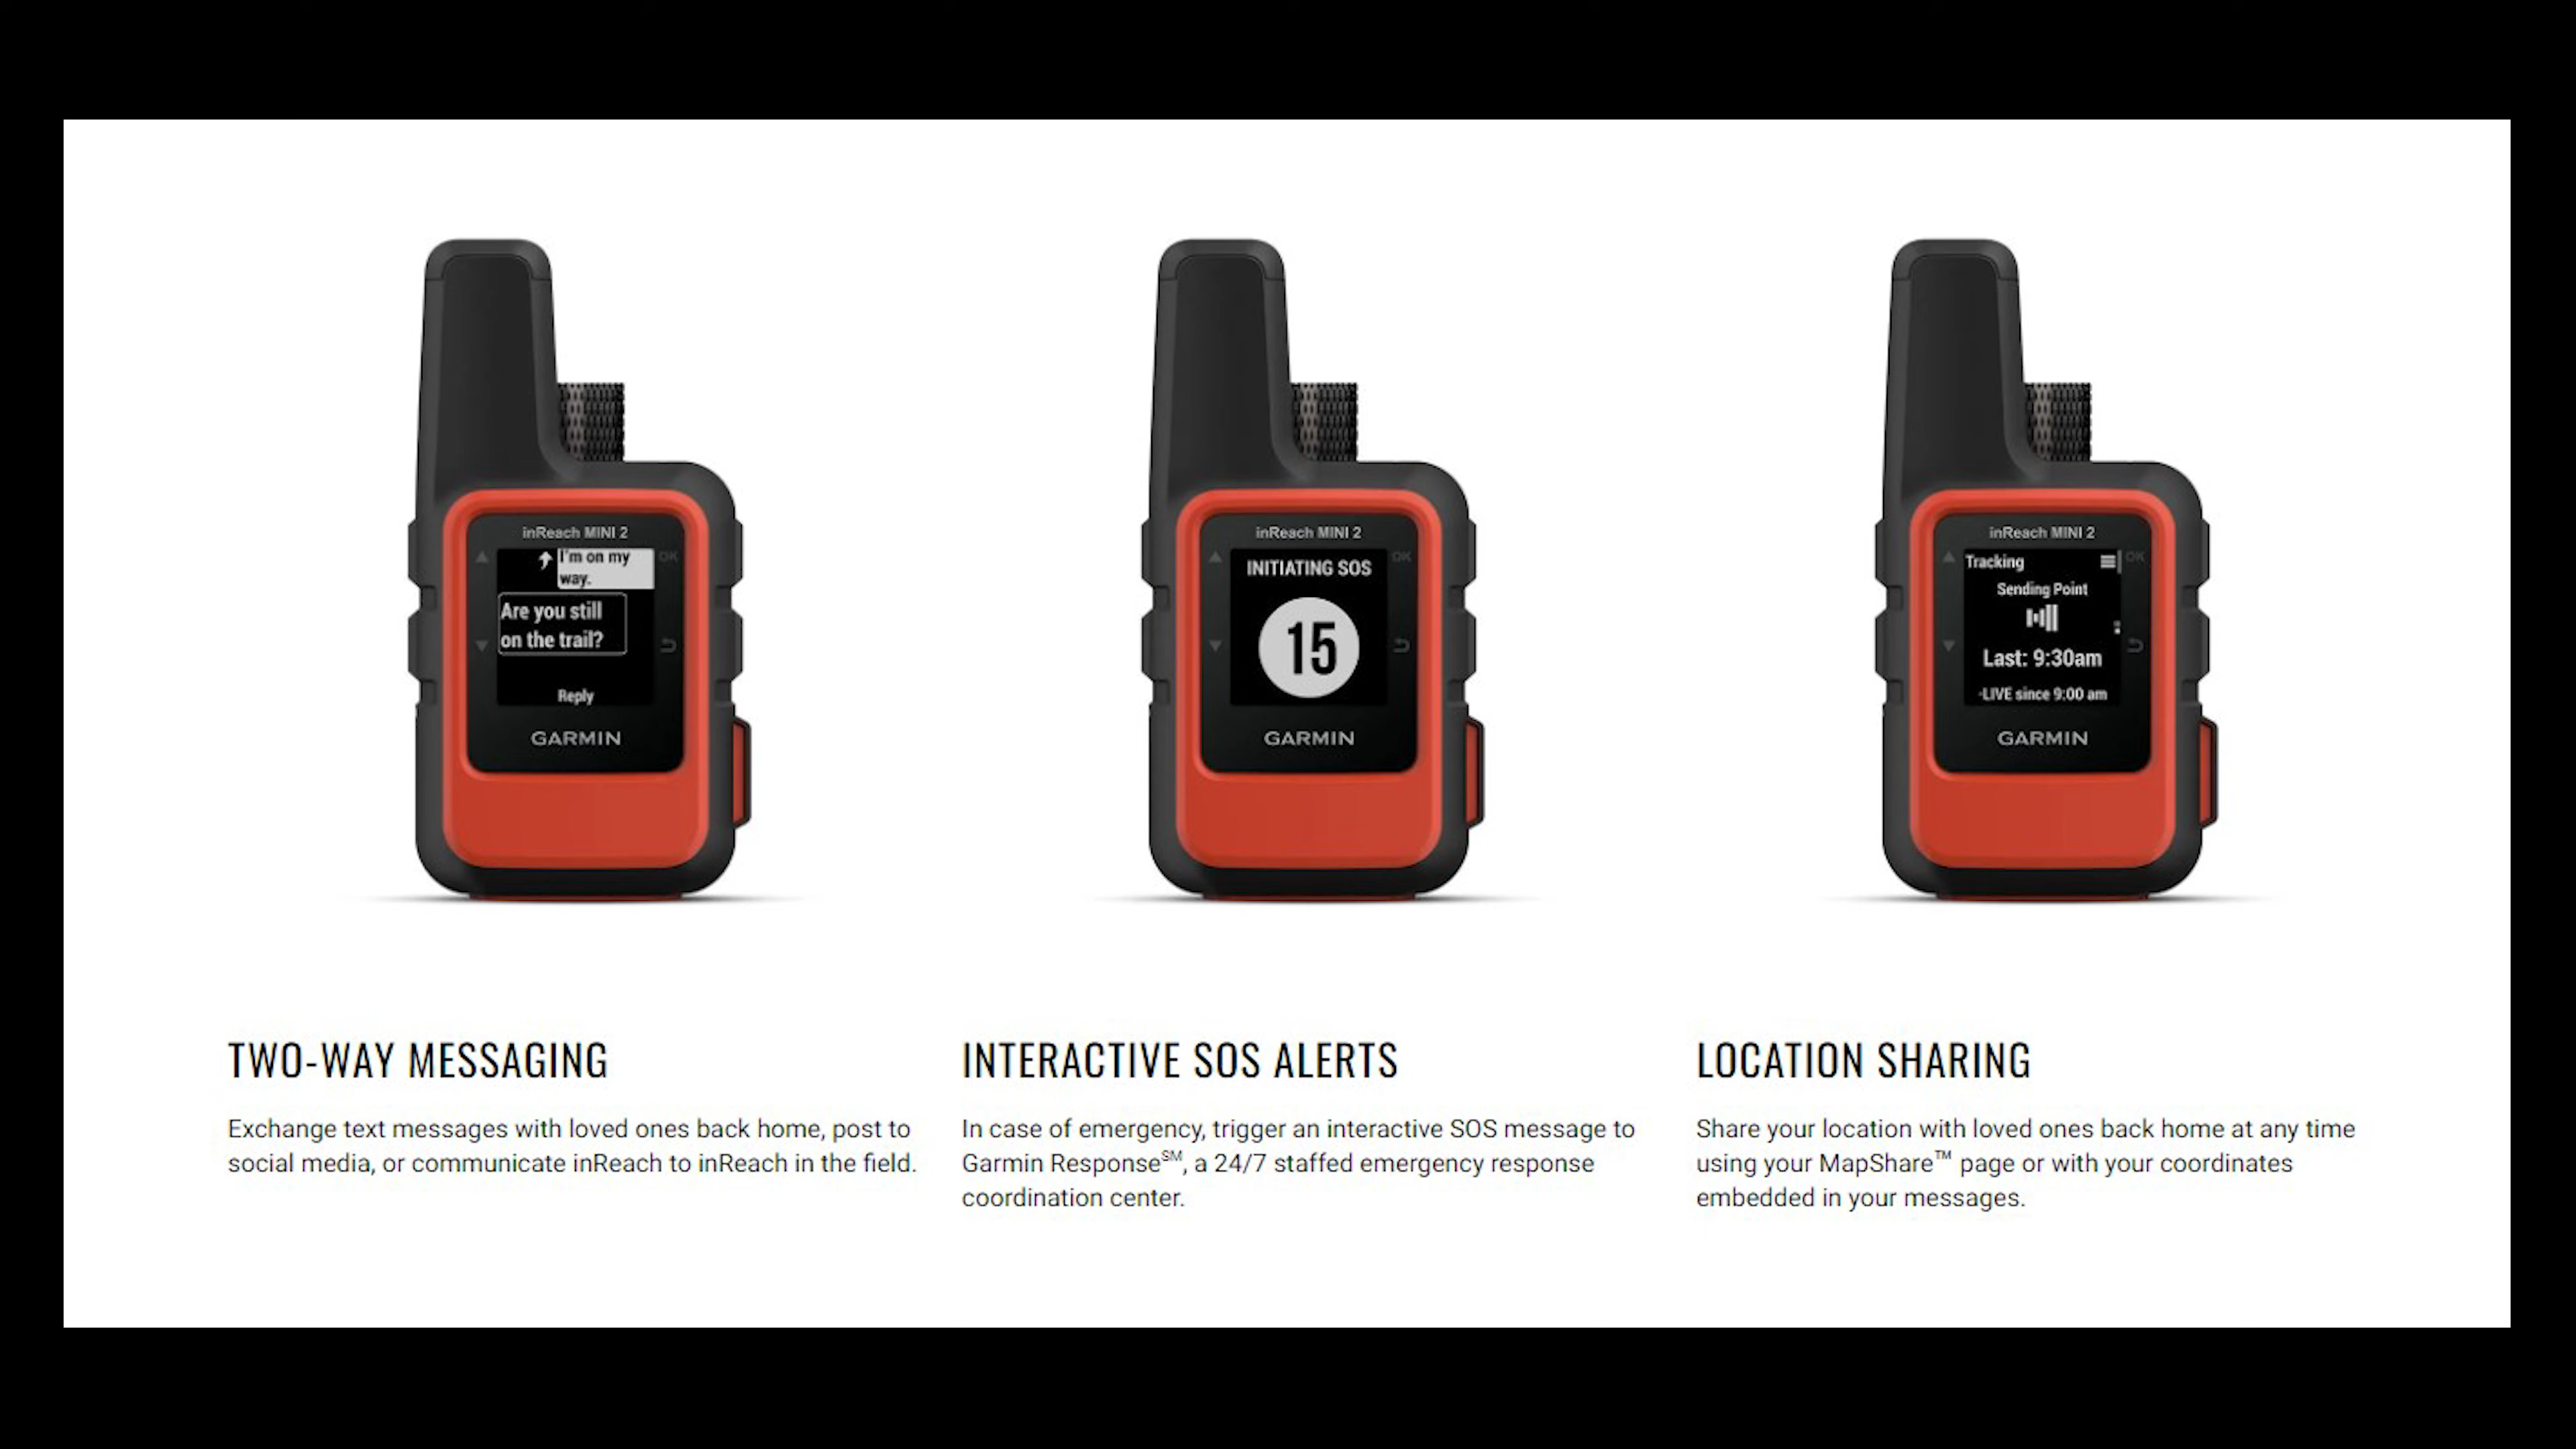 inReach MINI 2
I'm on my
way.
OK
Are you still
on the trail?
Reply
GARMIN
TWO-WAY MESSAGING
Exchange text messages with loved ones back home, post to
social media, or communicate inReach to inReach in the field.
inReach MINI 2
OK
INITIATING SOS
15
GARMIN
INTERACTIVE SOS ALERTS
In case of emergency, trigger an interactive SOS message to
Garmin Response℠, a 24/7 staffed emergency response
coordination center.
inReach MINI 2
Tracking
OK
Sending Point
Last: 9:30am
-LIVE since 9:00 am
GARMIN
LOCATION SHARING
Share your location with loved ones back home at any time
using your MapShare™ page or with your coordinates
embedded in your messages.